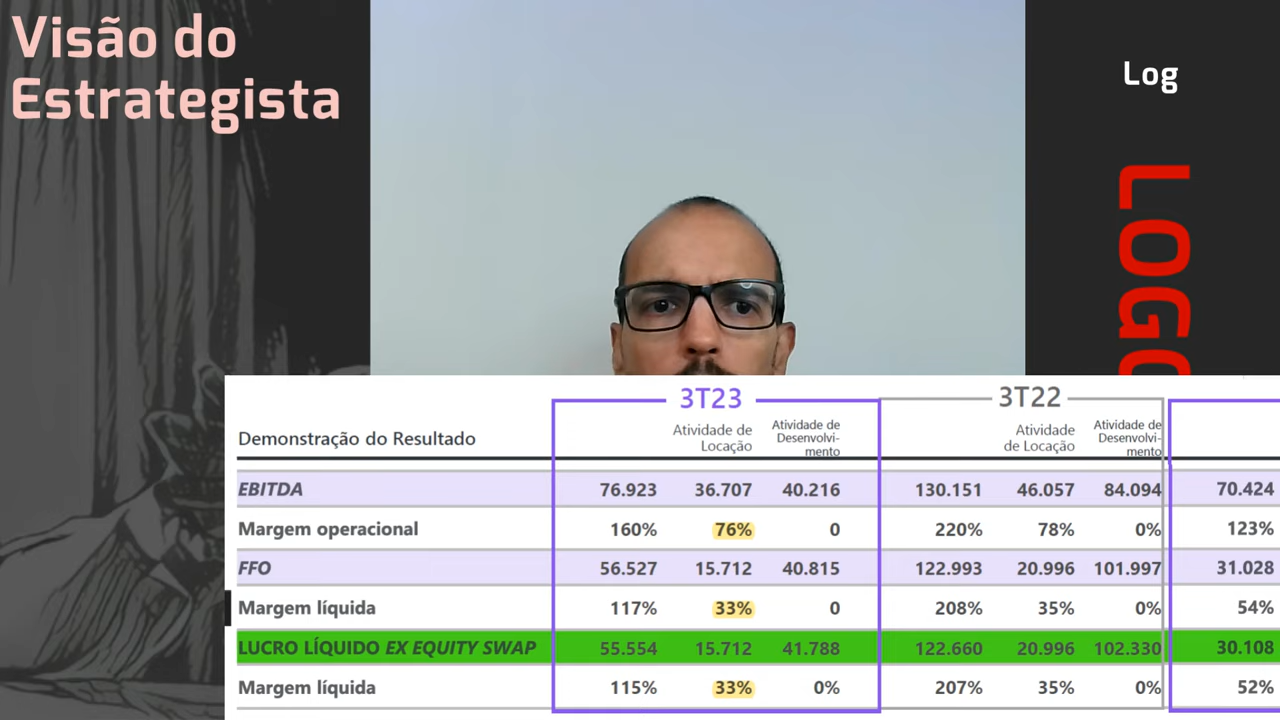 Visão do
Estrategista
Log
LOGC
3T23
3T22
Demonstração do Resultado
Atividade de
Locação
Atividade de
Desenvolvi-
mento
Atividade
de Locação
Atividade de
Desenvolvi-
mento
EBITDA 76.923 36.707 40.216 130.151 46.057 84.094 70.424
Margem operacional 160% 76% 0 220% 78% 0% 123%
FFO 56.527 15.712 40.815 122.993 20.996 101.997 31.028
Margem líquida 117% 33% 0 208% 35% 0% 54%
LUCRO LÍQUIDO EX EQUITY SWAP 55.554 15.712 41.788 122.660 20.996 102.330 30.108
Margem líquida 115% 33% 0% 207% 35% 0% 52%